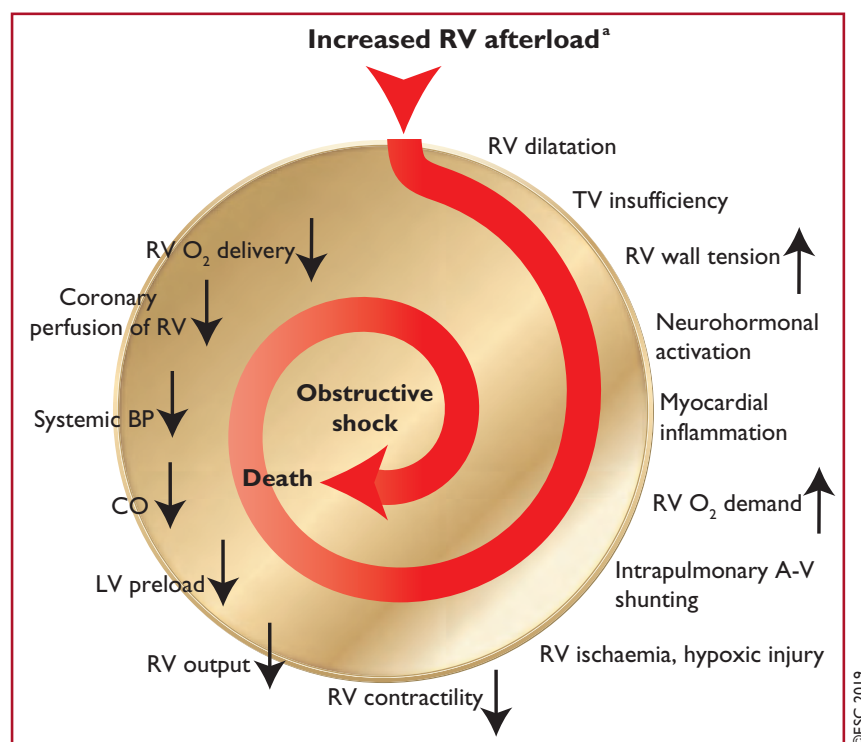 Increased RV afterloadᵃ
RV dilatation
TV insufficiency
RV wall tension
Neurohormonal
activation
Myocardial
inflammation
RV O₂ demand
Intrapulmonary A-V
shunting
RV ischaemia, hypoxic injury
RV contractility
RV output
LV preload
CO
Systemic BP
Coronary
perfusion of RV
RV O₂ delivery
Obstructive
shock
Death
©ESC 2019